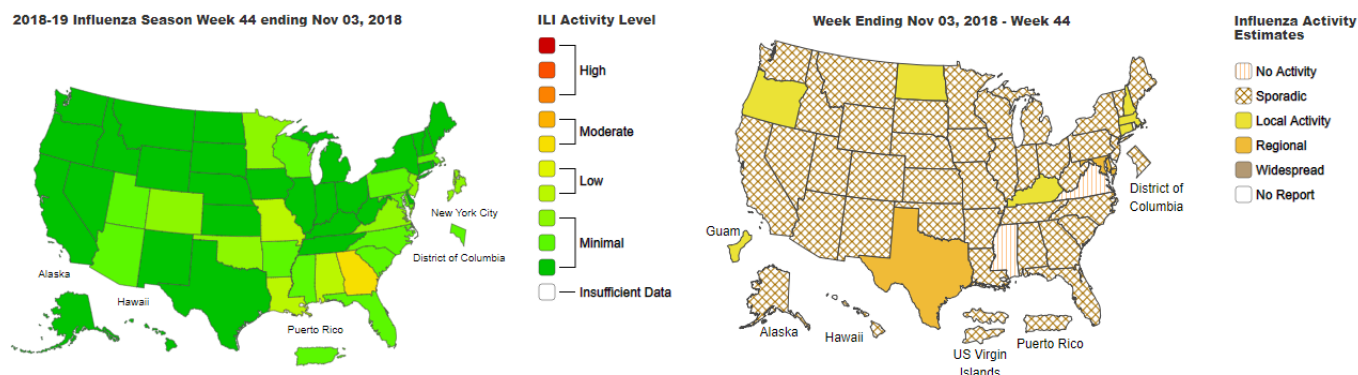 2018-19 Influenza Season Week 44 ending Nov 03, 2018
ILI Activity Level
High
Moderate
Low
Minimal
Insufficient Data
New York City
District of Columbia
Alaska
Hawaii
Puerto Rico
Week Ending Nov 03, 2018 - Week 44
Influenza Activity
Estimates
No Activity
Sporadic
Local Activity
Regional
Widespread
No Report
District of
Columbia
Guam
Alaska
Hawaii
US Virgin
Islands
Puerto Rico